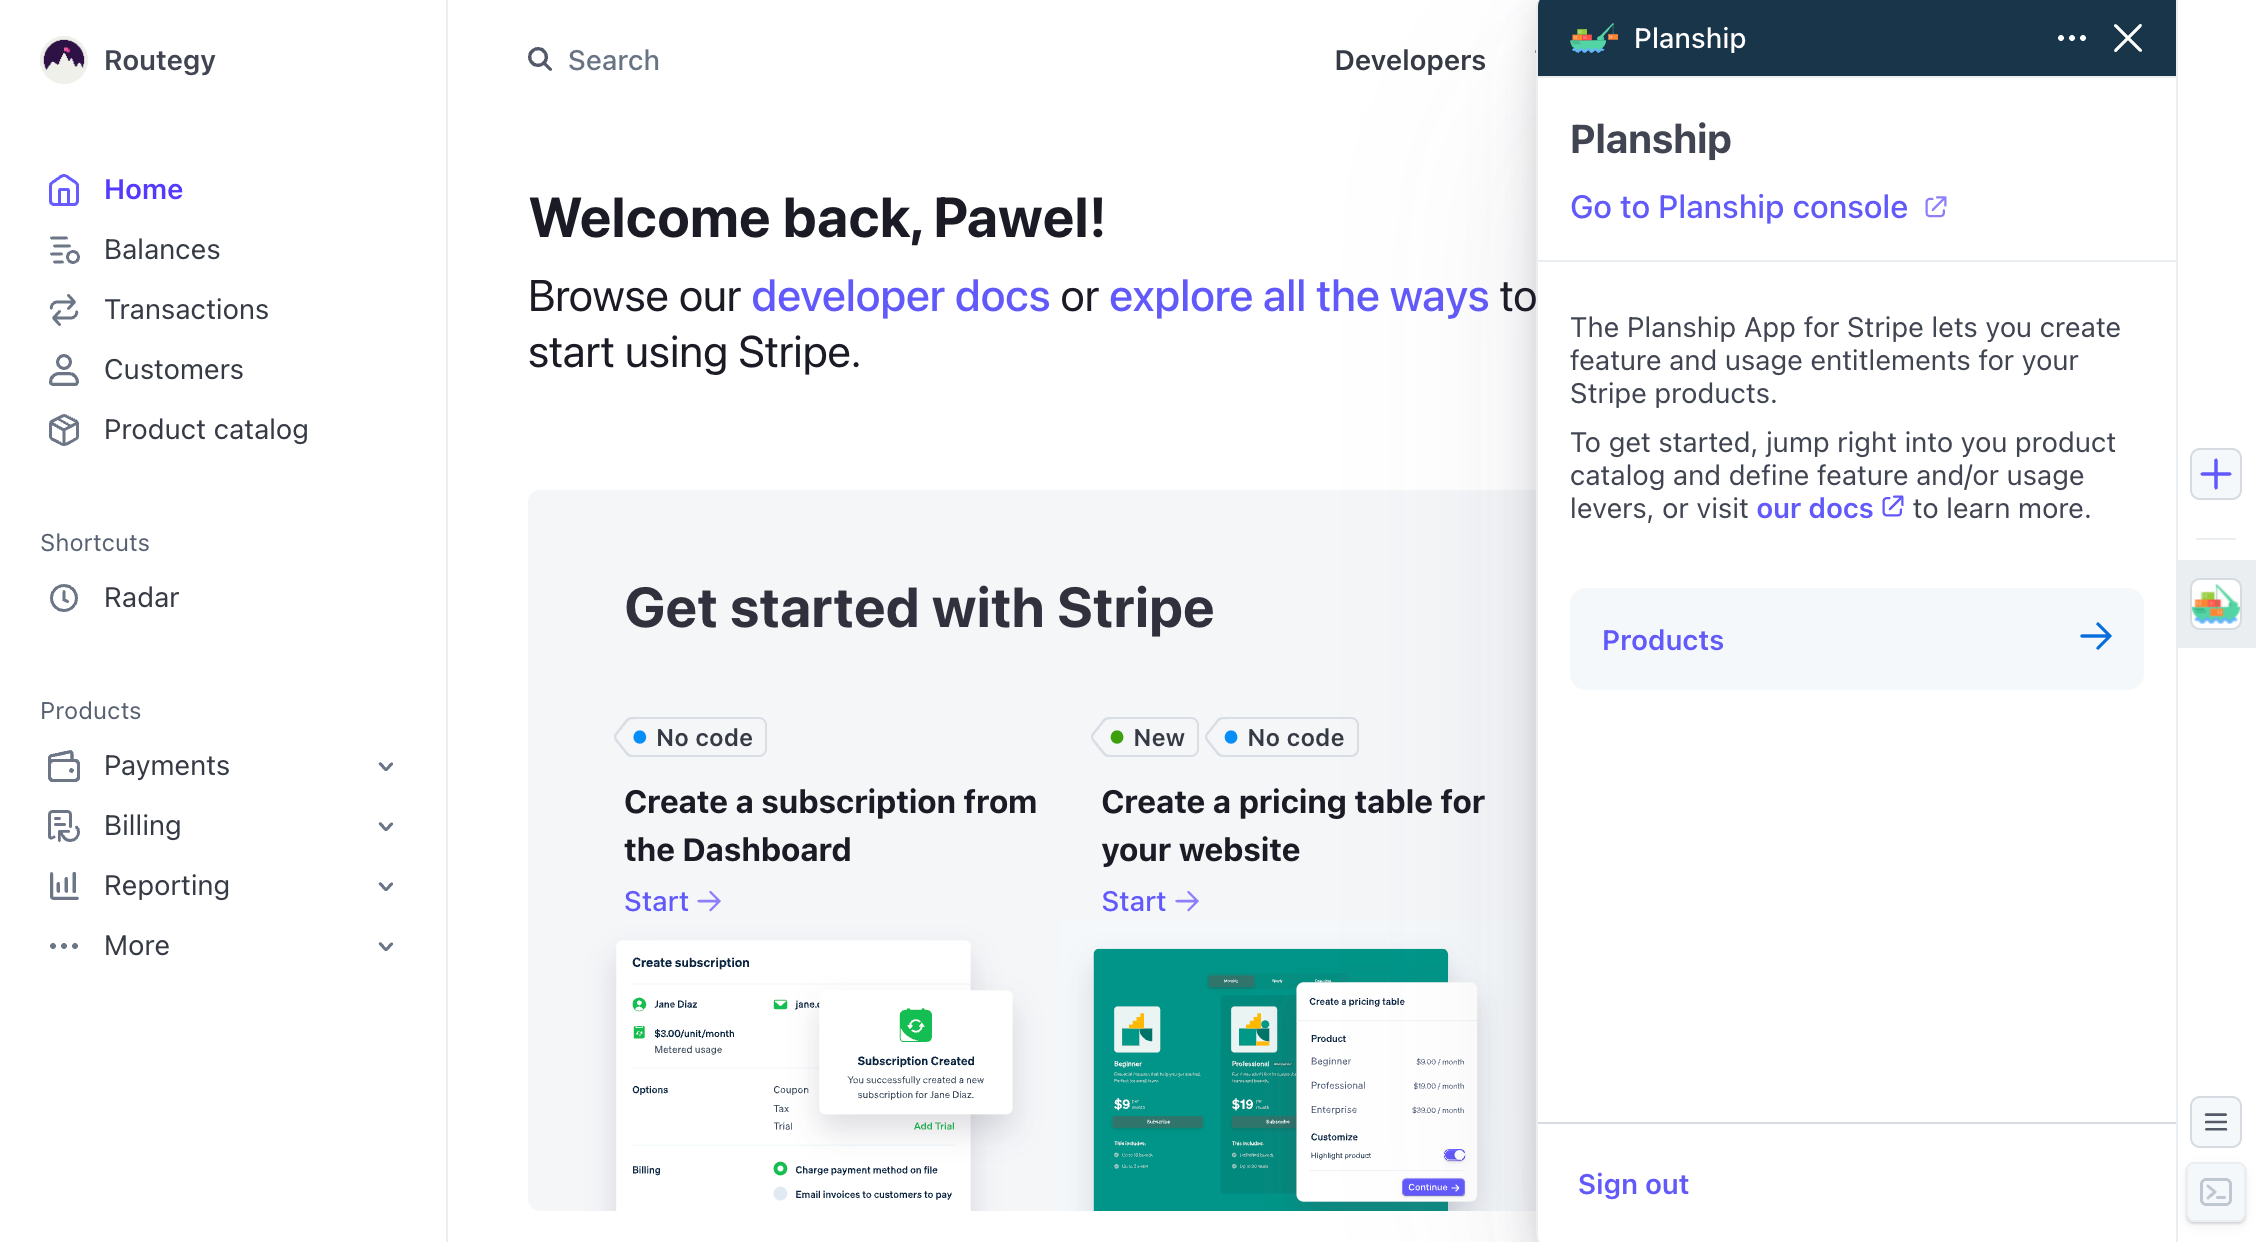 Routegy
Home
Balances
Transactions
Customers
Product catalog
Shortcuts
Radar
Products
Payments
Billing
Reporting
More
Search
Developers
Welcome back, Pawel!
Browse our developer docs or explore all the ways to
start using Stripe.
Get started with Stripe
No code
Create a subscription from
the Dashboard
Start
Create subscription
Jane Diaz
jane.
$3.00/unit/month
Metered usage
Options
Coupon
Tax
Trial
Add Trial
Billing
Charge payment method on file
Email invoices to customers to pay
Subscription Created
You successfully created a new
subscription for Jane Diaz.
New
No code
Create a pricing table for
your website
Start
Monthly
Yearly
Beginner
$9
Subscribe
This includes:
Professional
$19
Subscribe
This includes:
Create a pricing table
Product
Beginner
$9.00 / month
Professional
$19.00 / month
Enterprise
$39.00 / month
Customize
Highlight product
Continue
Planship
Planship
Go to Planship console
The Planship App for Stripe lets you create
feature and usage entitlements for your
Stripe products.
To get started, jump right into you product
catalog and define feature and/or usage
levers, or visit our docs to learn more.
Products
Sign out